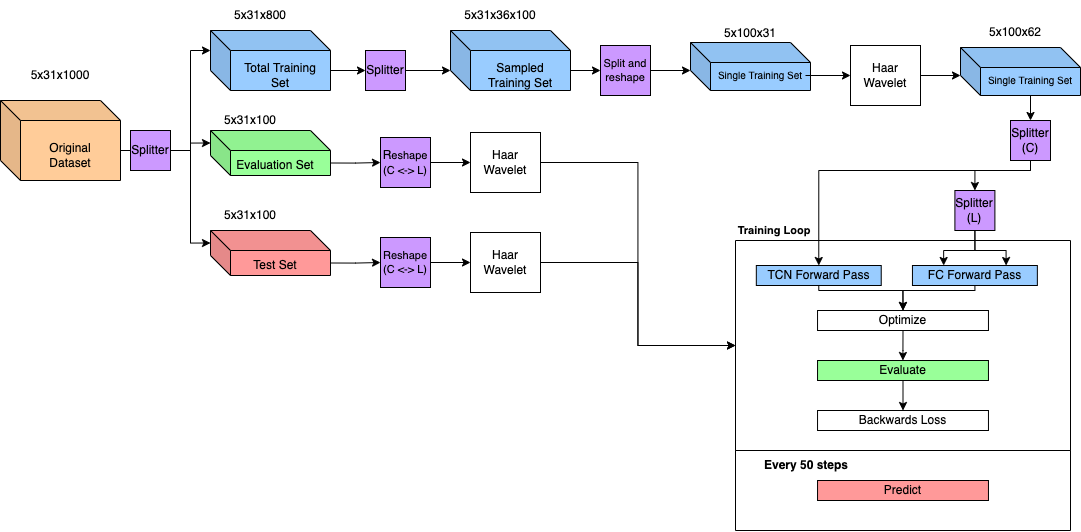 5x31x800
5x31x36x100
5x100x31
5x100x62
5x31x1000
Total Training
Set
Splitter
Sampled
Training Set
Split and
reshape
Single Training Set
Haar
Wavelet
Single Training Set
Original
Dataset
Splitter
5x31x100
Evaluation Set
Reshape
(C <-> L)
Haar
Wavelet
Splitter
(C)
5x31x100
Test Set
Reshape
(C <-> L)
Haar
Wavelet
Splitter
(L)
Training Loop
TCN Forward Pass
FC Forward Pass
Optimize
Evaluate
Backwards Loss
Every 50 steps
Predict